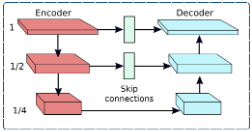 Encoder
Decoder
1
1/2
Skip
connections
1/4